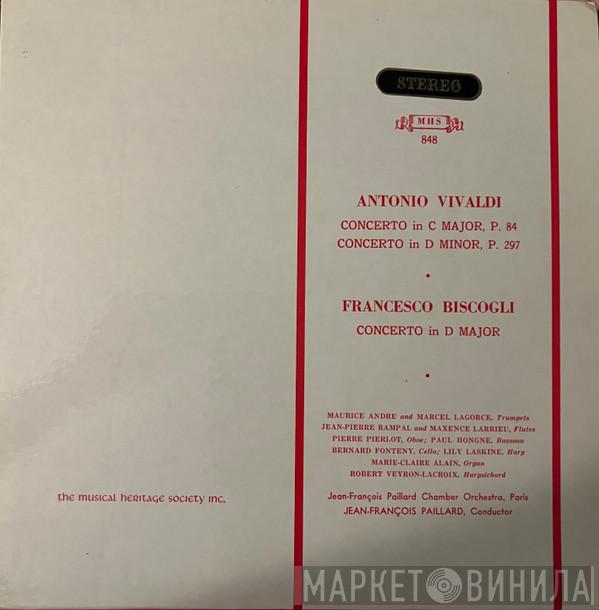 STEREO
MHS
848
ANTONIO VIVALDI
CONCERTO in C MAJOR, P. 84
CONCERTO in D MINOR, P. 297
FRANCESCO BISCOGLI
CONCERTO in D MAJOR
MAURICE ANDRE and MARCEL LAGORCE, Trumpets
JEAN-PIERRE RAMPAL and MAXENCE LARRIEU, Flutes
PIERRE PIERLOT, Oboe; PAUL HONGNE, Bassoon
BERNARD FONTENY, Cello; LILY LASKINE, Harp
MARIE-CLAIRE ALAIN, Organ
ROBERT VEYRON-LACROIX, Harpsichord
Jean-François Paillard Chamber Orchestra, Paris
JEAN-FRANÇOIS PAILLARD, Conductor
the musical heritage society inc.
МАРКЕТ ВИНИЛА